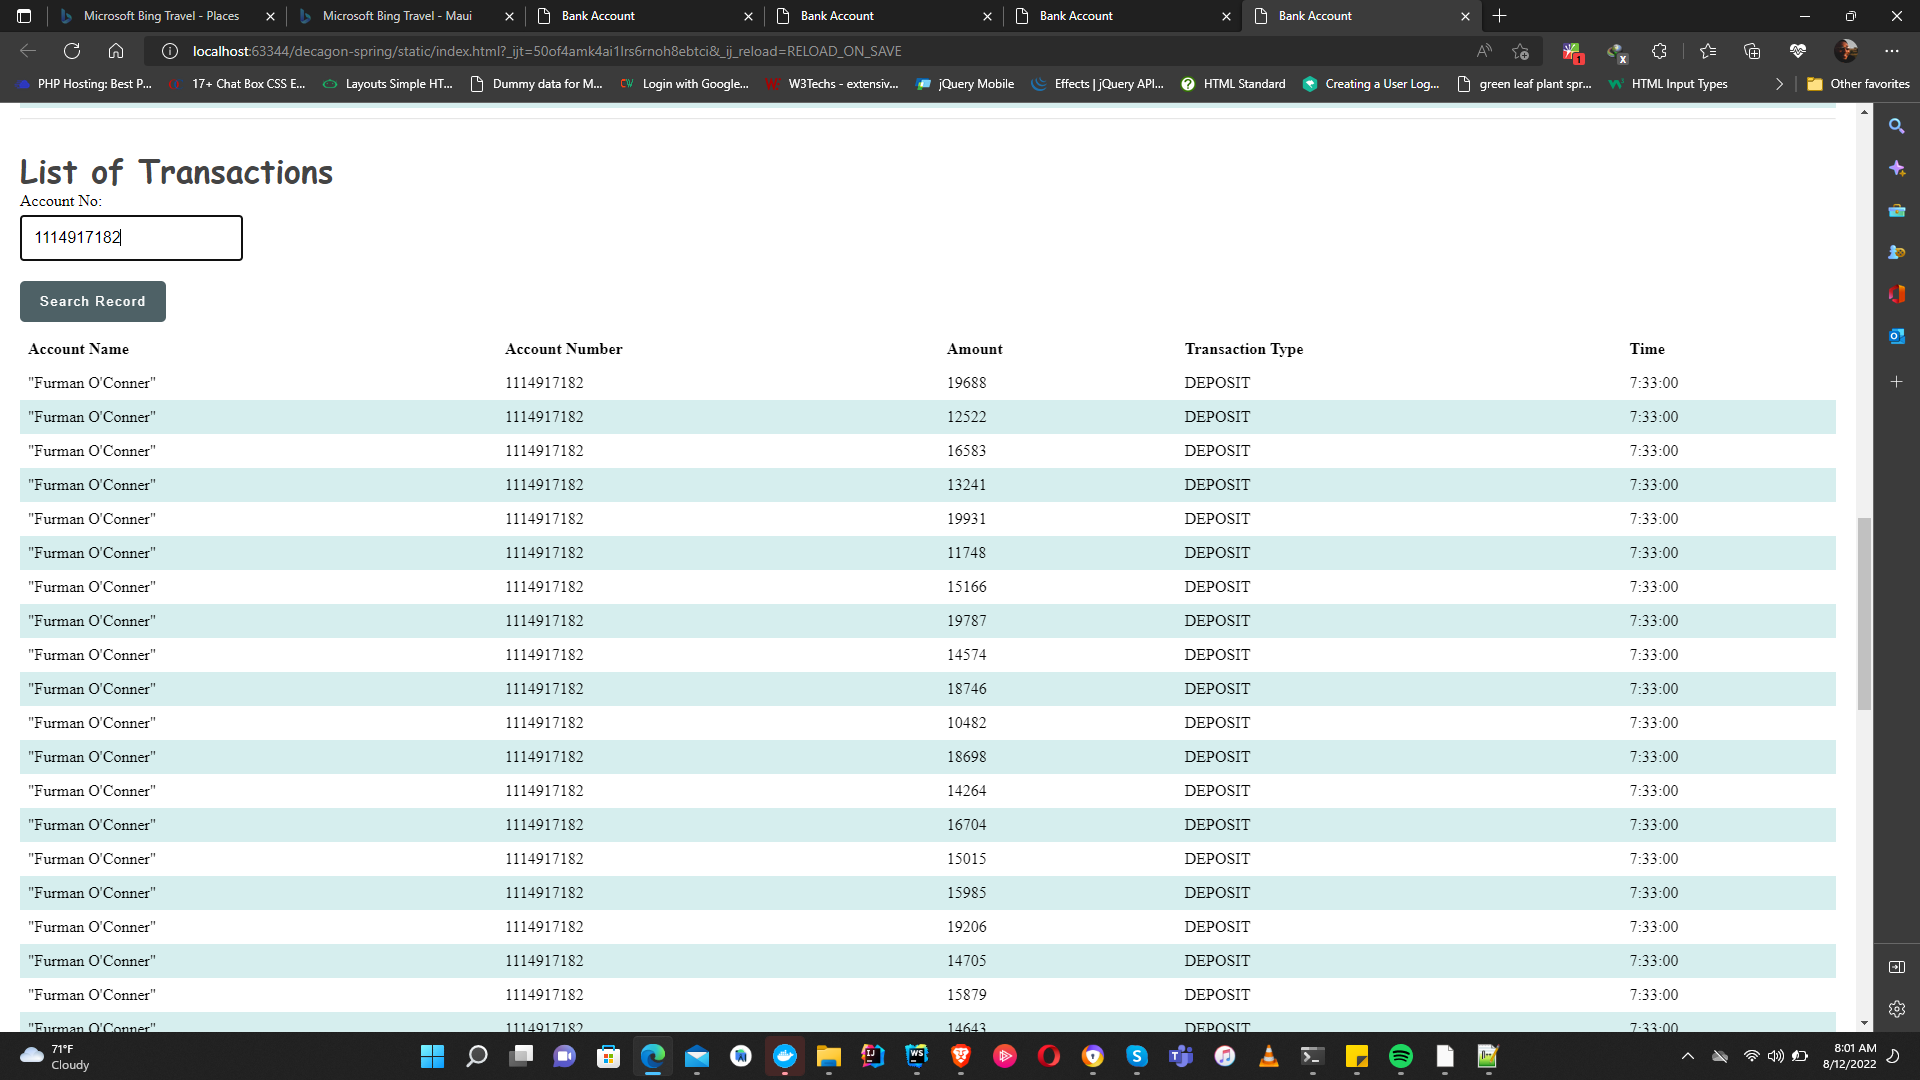 Microsoft Bing Travel - Places
Microsoft Bing Travel - Maui
Bank Account
Bank Account
Bank Account
Bank Account
localhost:63344/decagon-spring/static/index.html?_ijt=50of4amk4ai1lrs6rnoh8ebtci&_ij_reload=RELOAD_ON_SAVE
PHP Hosting: Best P...
17+ Chat Box CSS E...
Layouts Simple HT...
Dummy data for M...
Login with Google...
W3Techs - extensiv...
jQuery Mobile
Effects | jQuery API...
HTML Standard
Creating a User Log...
green leaf plant spr...
HTML Input Types
Other favorites
List of Transactions
Account No:
1114917182
Search Record
Account Name Account Number Amount Transaction Type Time
"Furman O'Conner" 1114917182 19688 DEPOSIT 7:33:00
"Furman O'Conner" 1114917182 12522 DEPOSIT 7:33:00
"Furman O'Conner" 1114917182 16583 DEPOSIT 7:33:00
"Furman O'Conner" 1114917182 13241 DEPOSIT 7:33:00
"Furman O'Conner" 1114917182 19931 DEPOSIT 7:33:00
"Furman O'Conner" 1114917182 11748 DEPOSIT 7:33:00
"Furman O'Conner" 1114917182 15166 DEPOSIT 7:33:00
"Furman O'Conner" 1114917182 19787 DEPOSIT 7:33:00
"Furman O'Conner" 1114917182 14574 DEPOSIT 7:33:00
"Furman O'Conner" 1114917182 18746 DEPOSIT 7:33:00
"Furman O'Conner" 1114917182 10482 DEPOSIT 7:33:00
"Furman O'Conner" 1114917182 18698 DEPOSIT 7:33:00
"Furman O'Conner" 1114917182 14264 DEPOSIT 7:33:00
"Furman O'Conner" 1114917182 16704 DEPOSIT 7:33:00
"Furman O'Conner" 1114917182 15015 DEPOSIT 7:33:00
"Furman O'Conner" 1114917182 15985 DEPOSIT 7:33:00
"Furman O'Conner" 1114917182 19206 DEPOSIT 7:33:00
"Furman O'Conner" 1114917182 14705 DEPOSIT 7:33:00
"Furman O'Conner" 1114917182 15879 DEPOSIT 7:33:00
"Furman O'Conner" 1114917182 14643 DEPOSIT 7:33:00
71°F
Cloudy
8:01 AM
8/12/2022